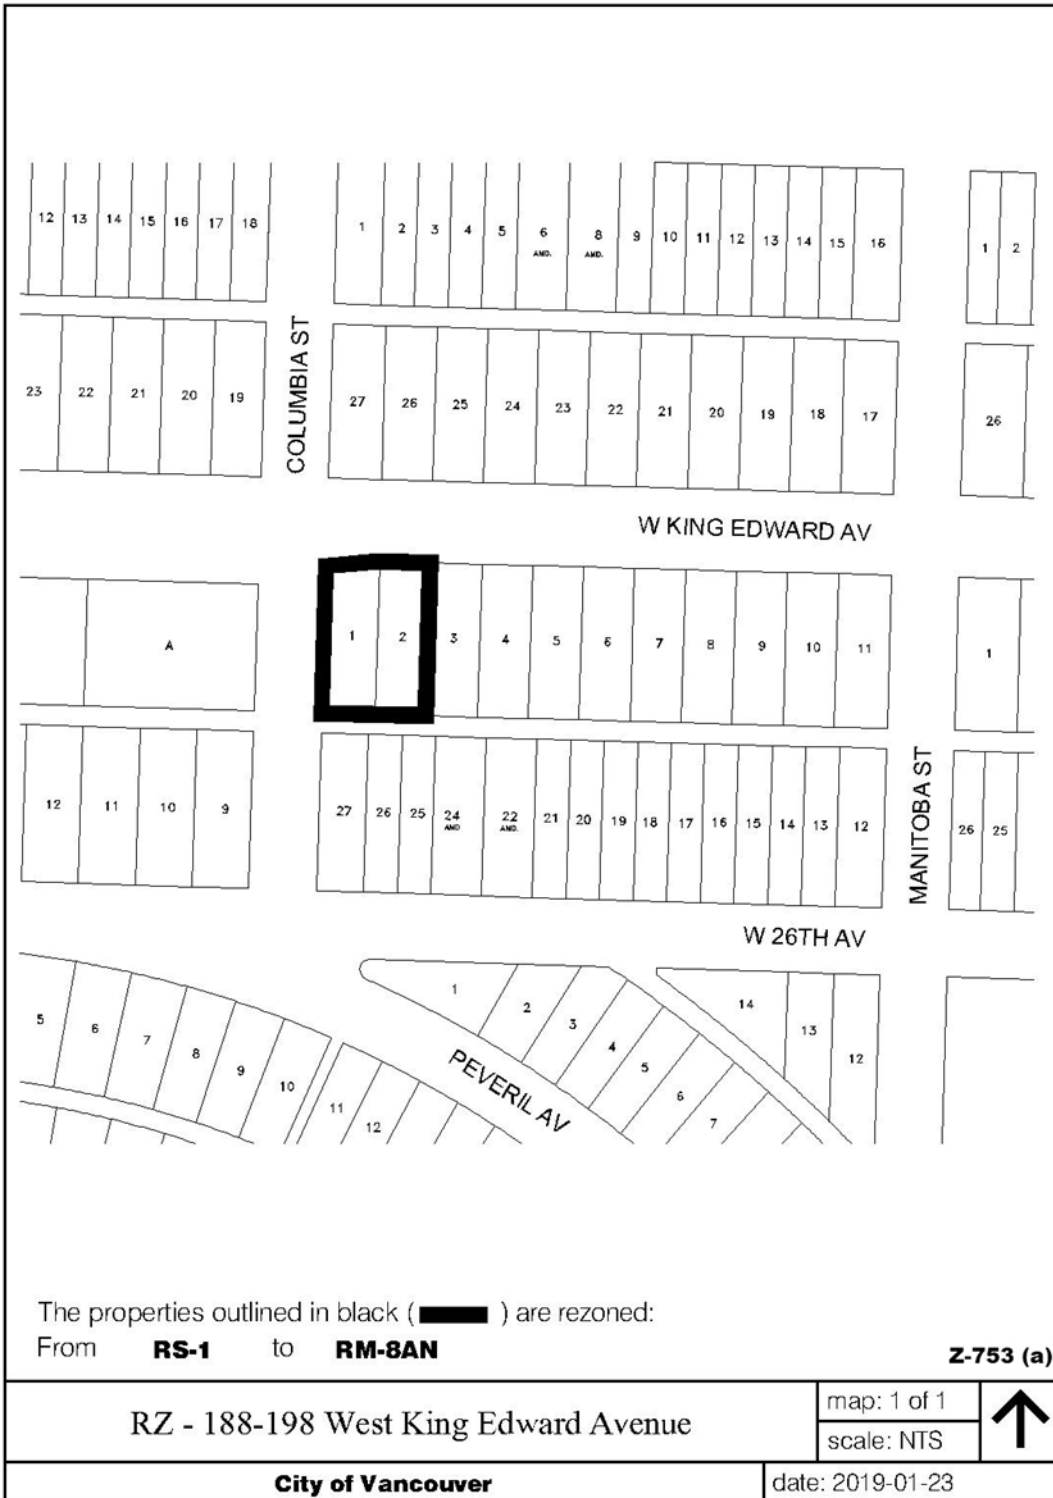 12 13 14 15 16 17 18
1 2 3 4 5 6 8 9 10 11 12 13 14 15 16
AMD. AMD.
1 2
23 22 21 20 19
COLUMBIA ST
27 26 25 24 23 22 21 20 19 18 17
26
W KING EDWARD AV
A
1 2 3 4 5 6 7 8 9 10 11
1
12 11 10 9
27 26 25 24 22 21 20 19 18 17 16 15 14 13 12
AMD AMD.
MANITOBA ST
26 25
W 26TH AV
5 6 7 8 9 10
11 12
PEVERIL AV
1 2 3 4 5 6 7
14 13 12
The properties outlined in black ( ) are rezoned:
From RS-1 to RM-8AN
Z-753 (a)
RZ - 188-198 West King Edward Avenue
map: 1 of 1
scale: NTS
City of Vancouver
date: 2019-01-23